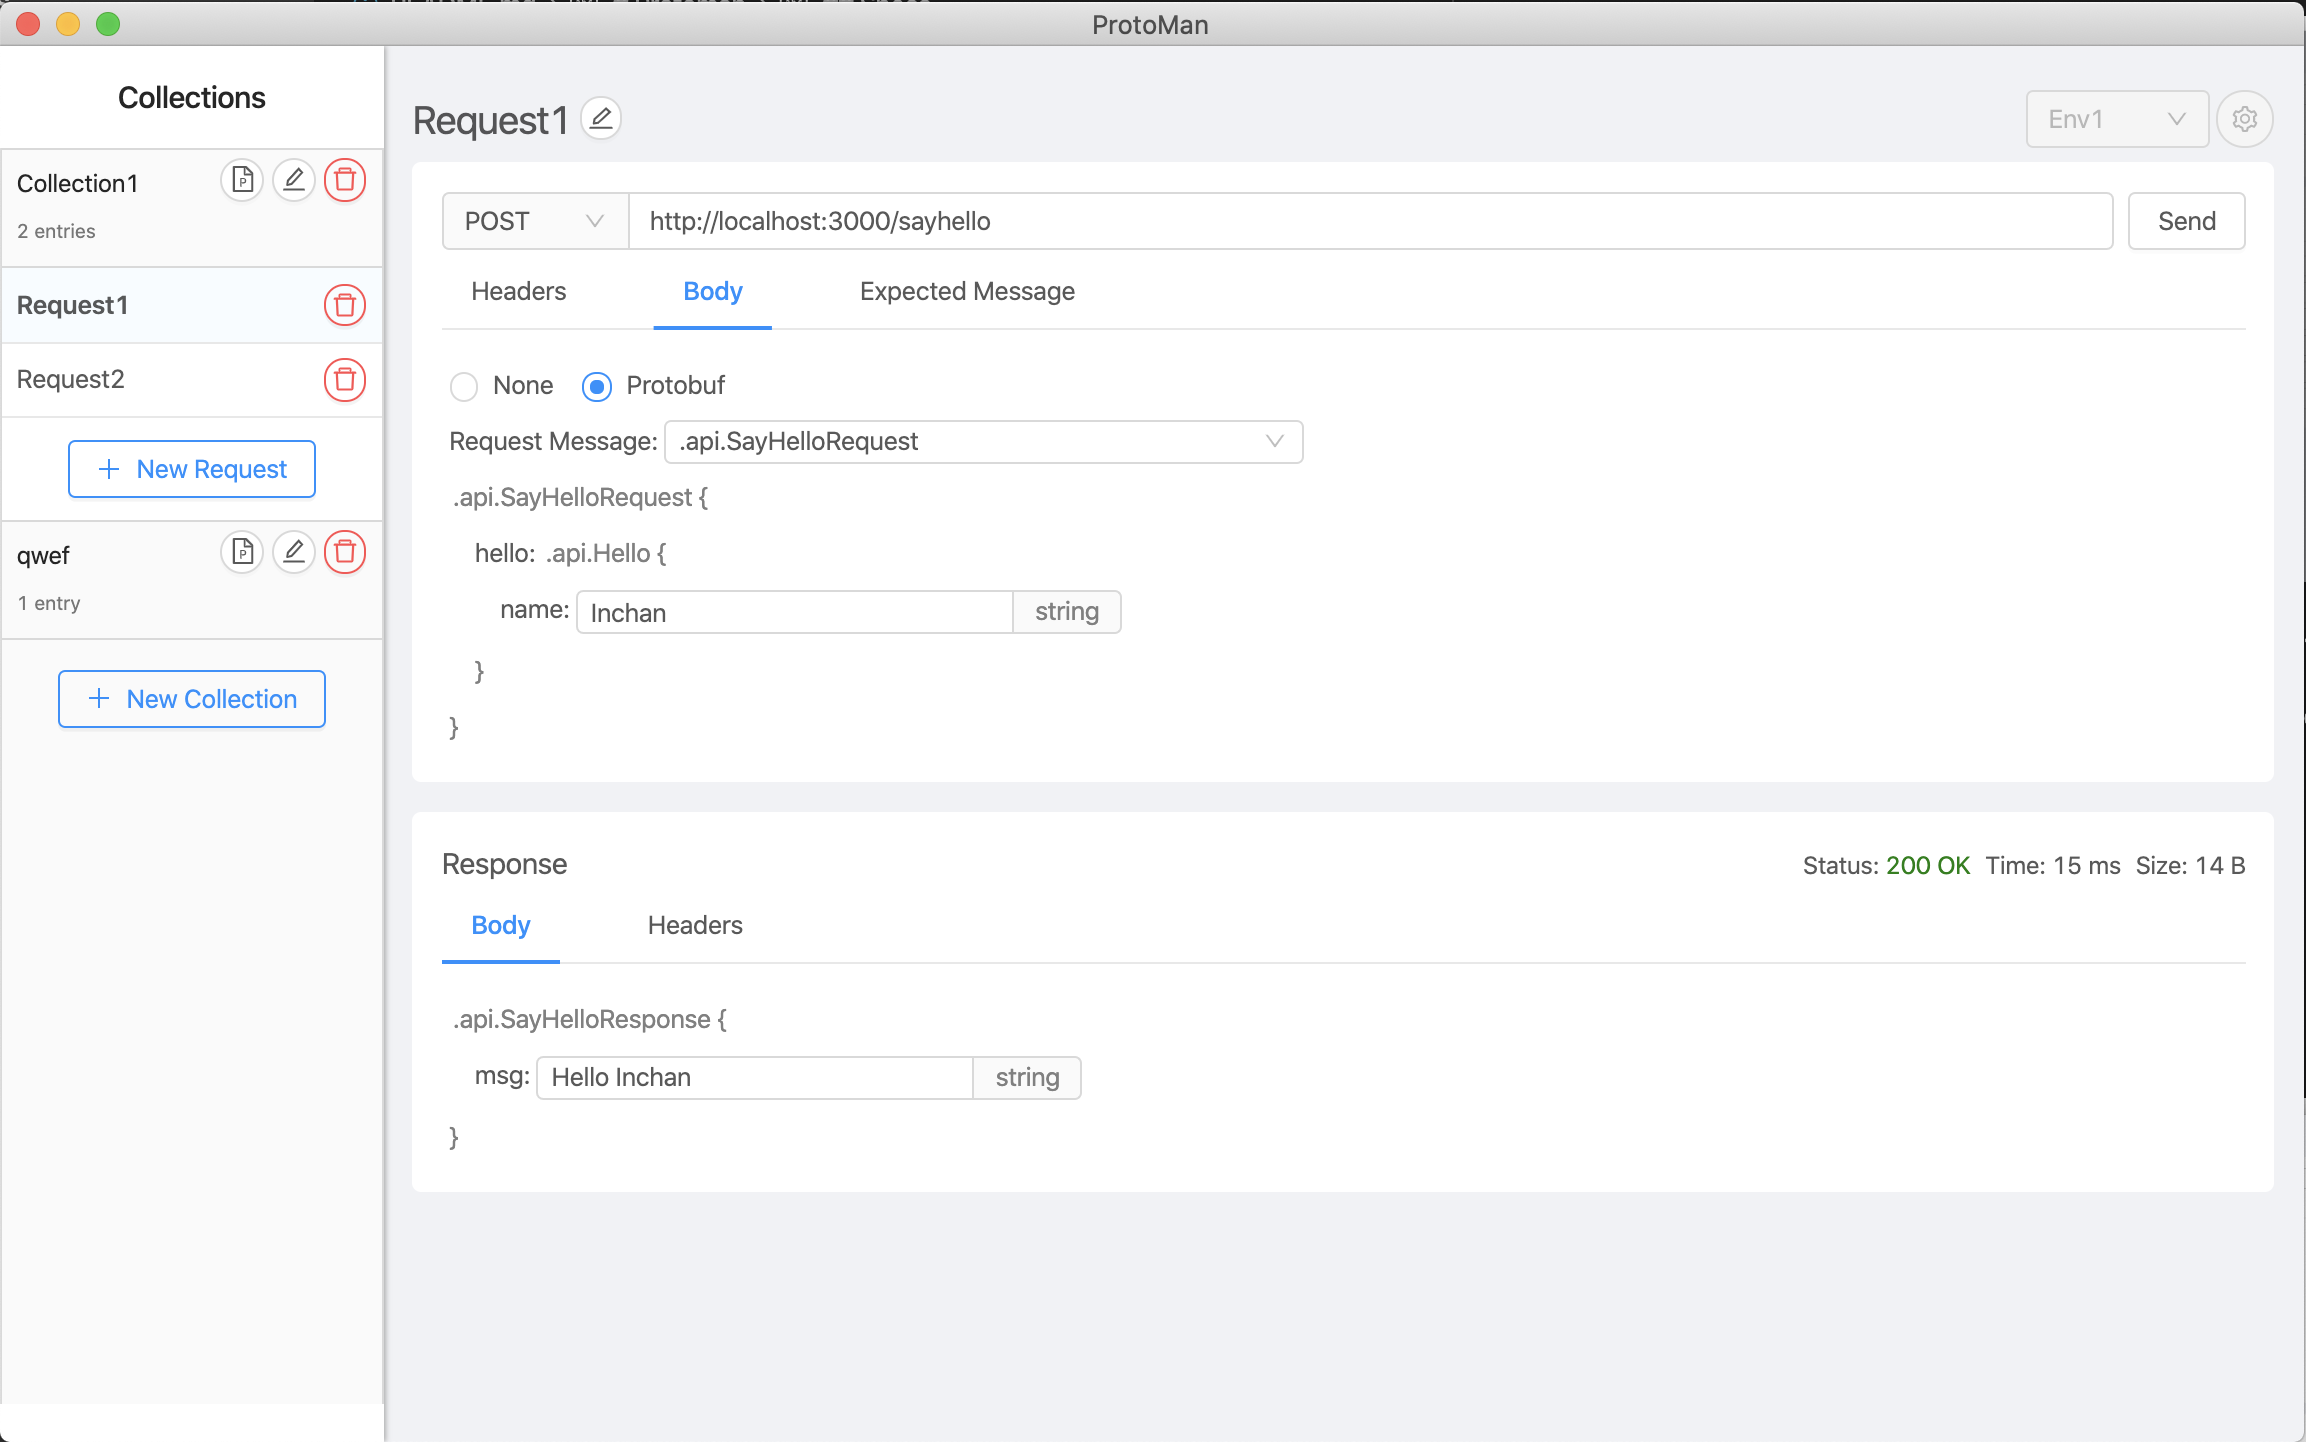 ProtoMan
Collections
Collection1
2 entries
Request1
Request2
New Request
qwef
1 entry
New Collection
Request1
Env1
POST
http://localhost:3000/sayhello
Send
Headers
Body
Expected Message
None
Protobuf
Request Message: .api.SayHelloRequest
.api.SayHelloRequest {
hello: .api.Hello {
name: Inchan string
}
}
Response
Status: 200 OK Time: 15 ms Size: 14 B
Body
Headers
.api.SayHelloResponse {
msg: Hello Inchan string
}